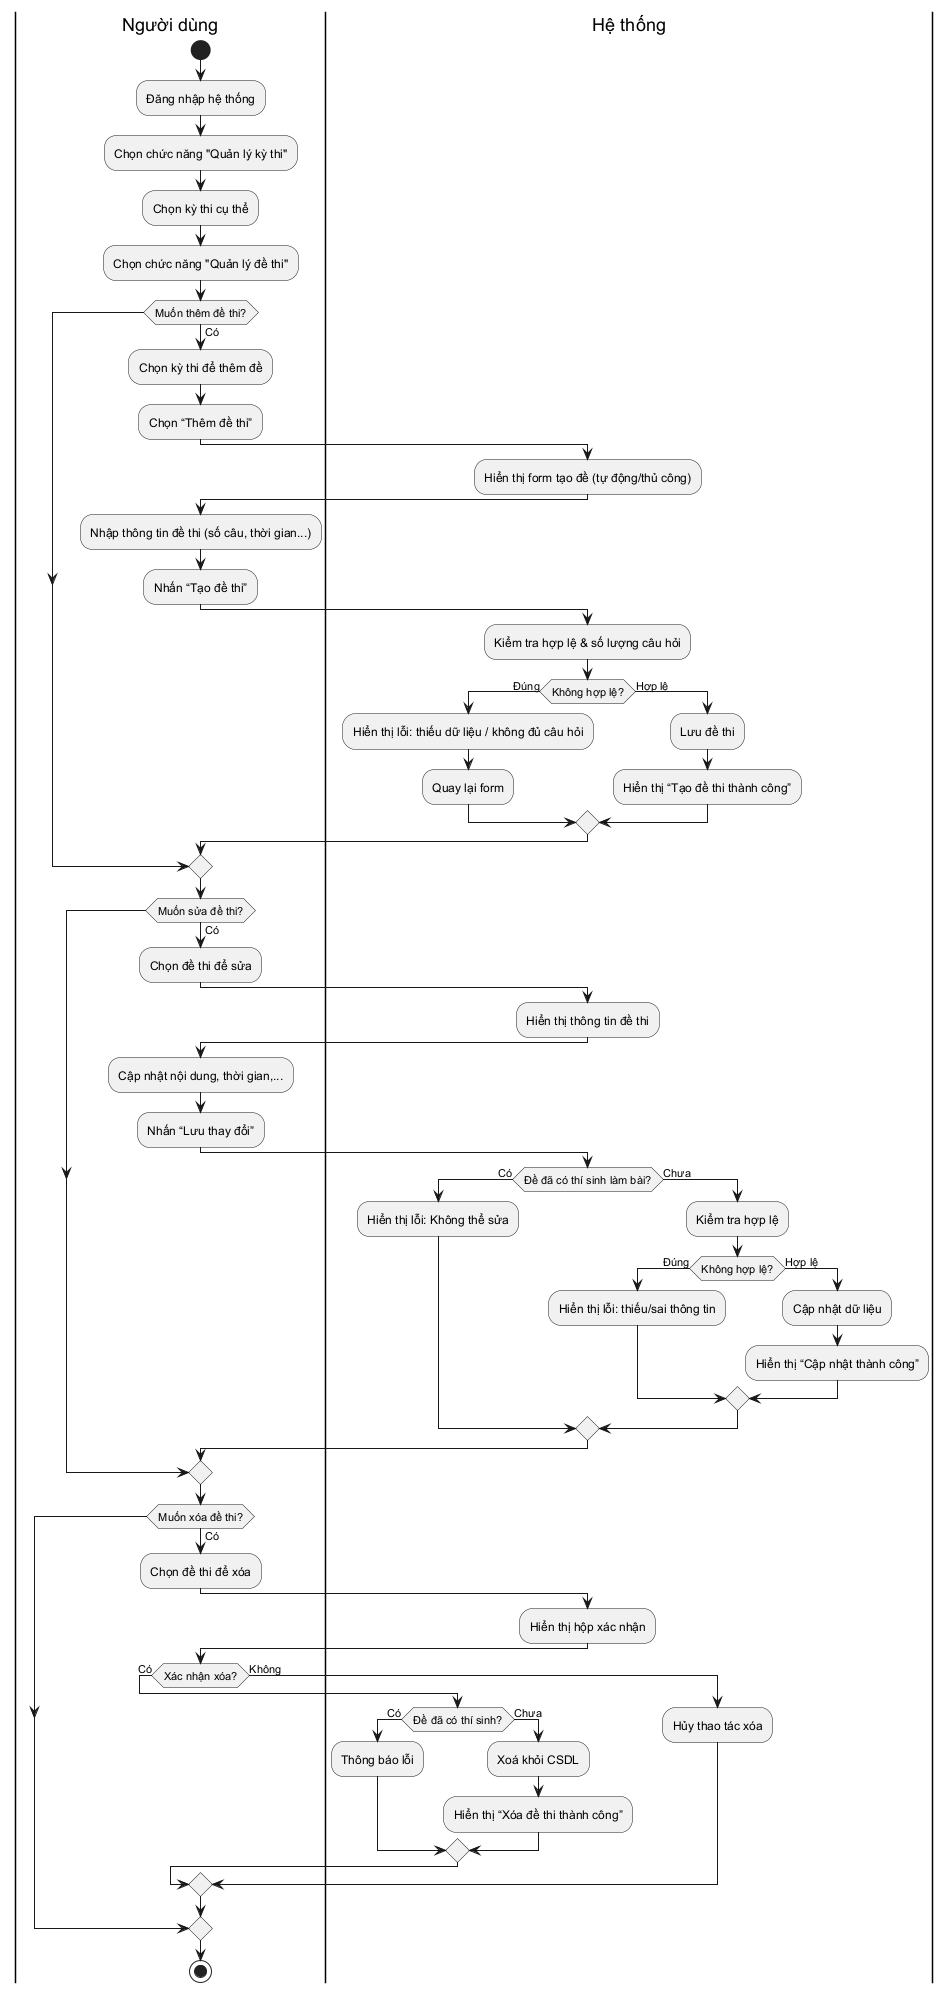 Người dùng
Hệ thống
Đăng nhập hệ thống
Chọn chức năng "Quản lý kỳ thi"
Chọn kỳ thi cụ thể
Chọn chức năng "Quản lý đề thi"
Muốn thêm đề thi?
Có
Chọn kỳ thi để thêm đề
Chọn “Thêm đề thi”
Hiển thị form tạo đề (tự động/thủ công)
Nhập thông tin đề thi (số câu, thời gian...)
Nhấn “Tạo đề thi”
Kiểm tra hợp lệ & số lượng câu hỏi
Đúng
Không hợp lệ?
Hợp lệ
Hiển thị lỗi: thiếu dữ liệu / không đủ câu hỏi
Lưu đề thi
Quay lại form
Hiển thị “Tạo đề thi thành công”
Muốn sửa đề thi?
Có
Chọn đề thi để sửa
Hiển thị thông tin đề thi
Cập nhật nội dung, thời gian,...
Nhấn “Lưu thay đổi”
Có
Đề đã có thí sinh làm bài?
Chưa
Hiển thị lỗi: Không thể sửa
Kiểm tra hợp lệ
Đúng
Không hợp lệ?
Hợp lệ
Hiển thị lỗi: thiếu/sai thông tin
Cập nhật dữ liệu
Hiển thị “Cập nhật thành công”
Muốn xóa đề thi?
Có
Chọn đề thi để xóa
Hiển thị hộp xác nhận
Có
Xác nhận xóa?
Không
Có
Đề đã có thí sinh?
Chưa
Hủy thao tác xóa
Thông báo lỗi
Xoá khỏi CSDL
Hiển thị “Xóa đề thi thành công”